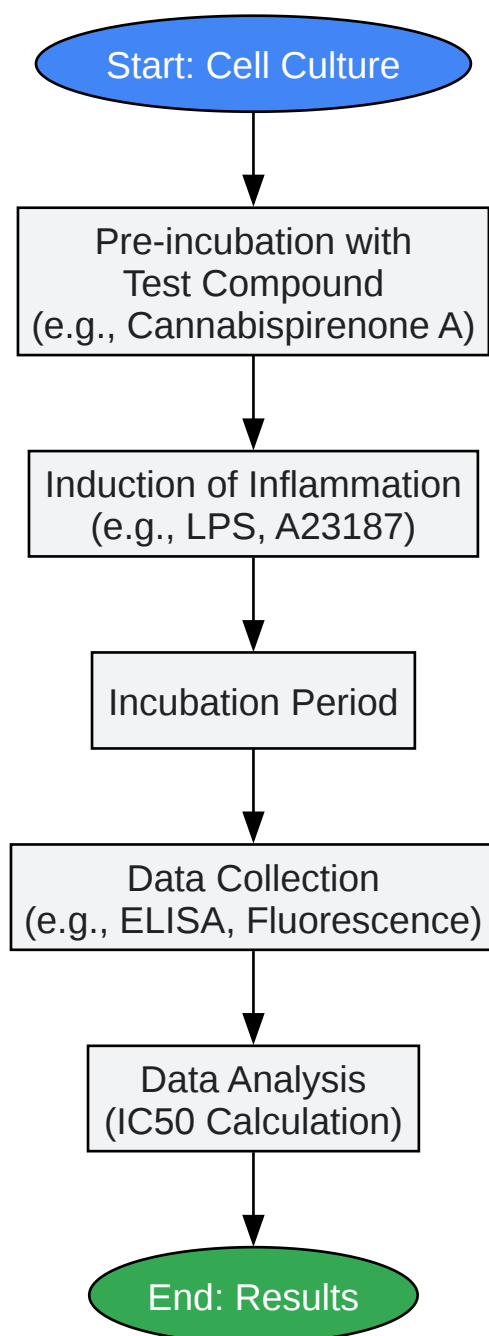 Start: Cell Culture
Pre-incubation with
Test Compound
(e.g., Cannabispirenone A)
Induction of Inflammation
(e.g., LPS, A23187)
Incubation Period
Data Collection
(e.g., ELISA, Fluorescence)
Data Analysis
(IC50 Calculation)
End: Results